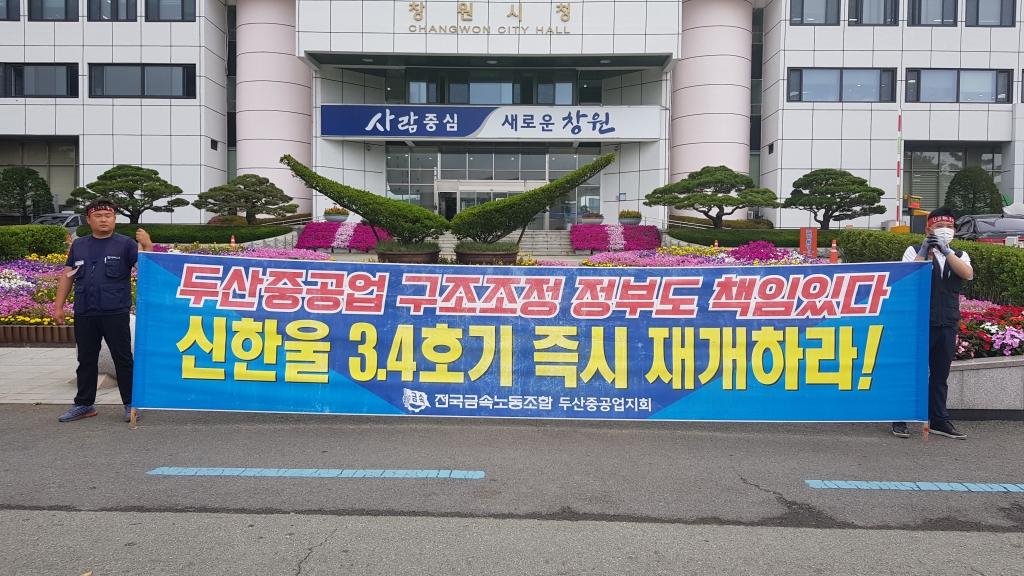 창원시청
CHANGWON CITY HALL
사람중심 새로운 창원
두산중공업 구조조정 정부도 책임있다
신한울 3.4호기 즉시 재개하라!
금속 전국금속노동조합 두산중공업지회